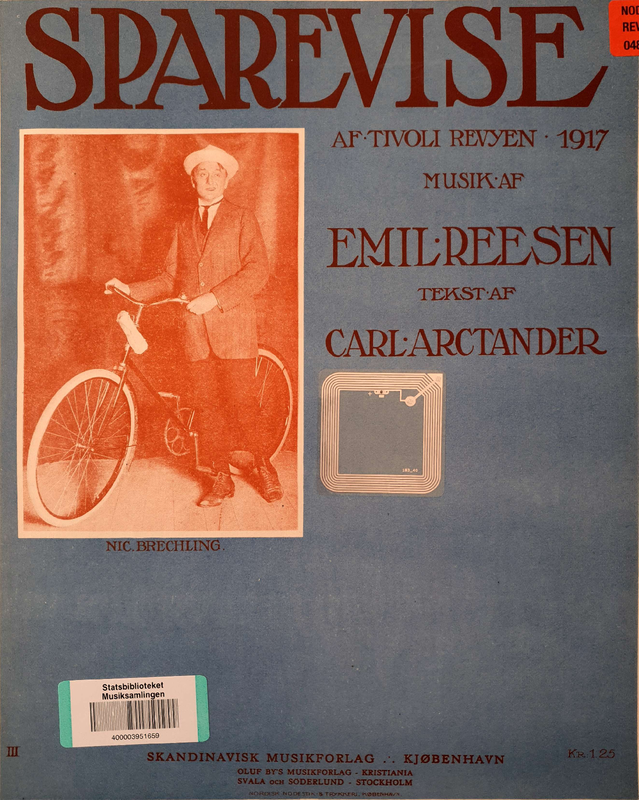 SPAREVISE
AF·TIVOLI REVYEN · 1917
MUSIK·AF
EMIL·REESEN
TEKST·AF
CARL·ARCTANDER
NIC. BRECHLING.
Statsbiblioteket
Musiksamlingen
400003951659
III
SKANDINAVISK MUSIKFORLAG .·. KJØBENHAVN
KR. 1.25
OLUF BY'S MUSIKFORLAG - KRISTIANIA
SVALA OCH SÖDERLUND - STOCKHOLM